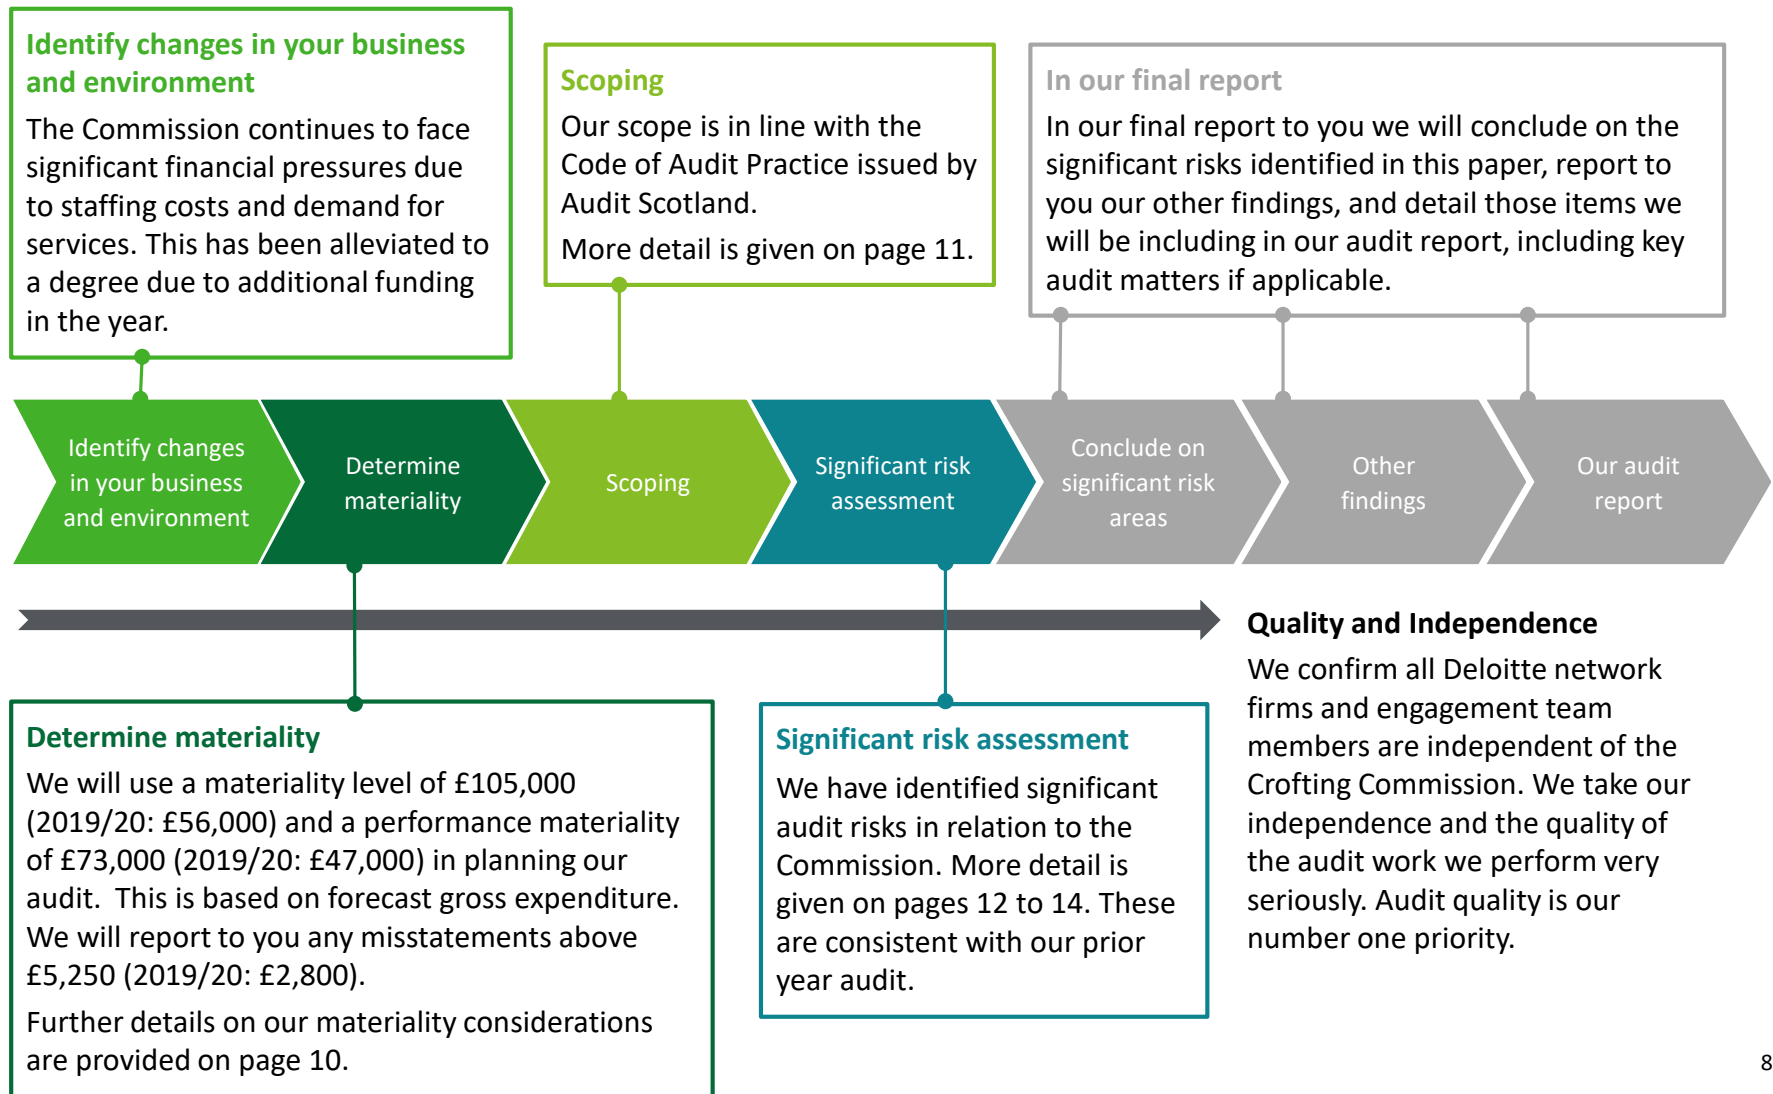 Identify changes in your business
and environment
The Commission continues to face
significant financial pressures due
to staffing costs and demand for
services. This has been alleviated to
a degree due to additional funding
in the year.
Scoping
Our scope is in line with the
Code of Audit Practice issued by
Audit Scotland.
More detail is given on page 11.
In our final report
In our final report to you we will conclude on the
significant risks identified in this paper, report to
you our other findings, and detail those items we
will be including in our audit report, including key
audit matters if applicable.
Identify changes
in your business
and environment
Determine
materiality
Scoping
Significant risk
assessment
Conclude on
significant risk
areas
Other
findings
Our audit
report
Determine materiality
We will use a materiality level of £105,000
(2019/20: £56,000) and a performance materiality
of £73,000 (2019/20: £47,000) in planning our
audit.  This is based on forecast gross expenditure.
We will report to you any misstatements above
£5,250 (2019/20: £2,800).
Further details on our materiality considerations
are provided on page 10.
Significant risk assessment
We have identified significant
audit risks in relation to the
Commission. More detail is
given on pages 12 to 14. These
are consistent with our prior
year audit.
Quality and Independence
We confirm all Deloitte network
firms and engagement team
members are independent of the
Crofting Commission. We take our
independence and the quality of
the audit work we perform very
seriously. Audit quality is our
number one priority.
8